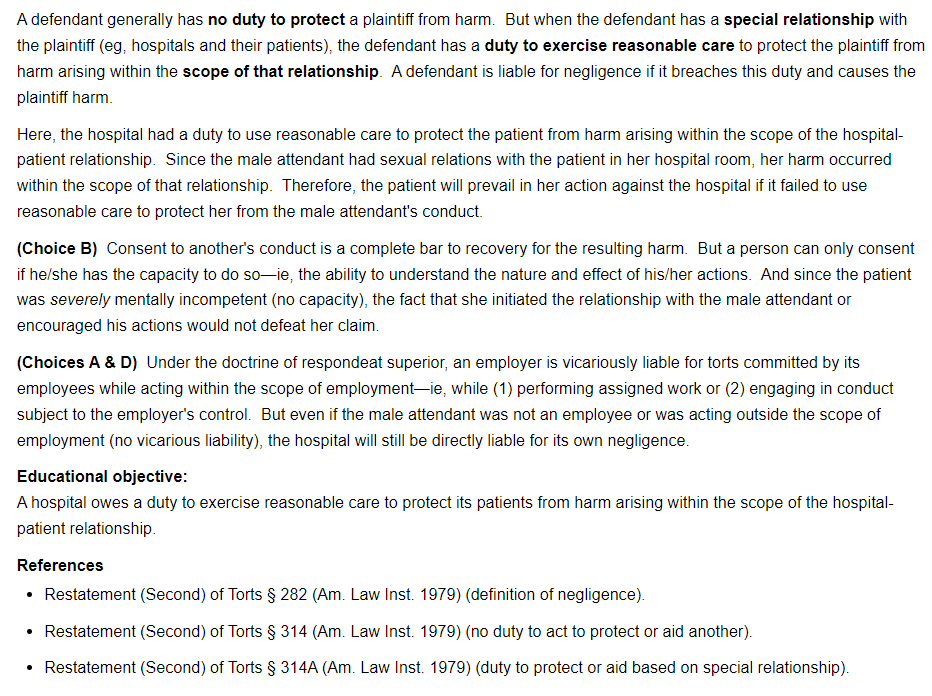 A defendant generally has no duty to protect a plaintiff from harm. But when the defendant has a special relationship with
the plaintiff (eg, hospitals and their patients), the defendant has a duty to exercise reasonable care to protect the plaintiff from
harm arising within the scope of that relationship. A defendant is liable for negligence if it breaches this duty and causes the
plaintiff harm.
Here, the hospital had a duty to use reasonable care to protect the patient from harm arising within the scope of the hospital-
patient relationship. Since the male attendant had sexual relations with the patient in her hospital room, her harm occurred
within the scope of that relationship. Therefore, the patient will prevail in her action against the hospital if it failed to use
reasonable care to protect her from the male attendant's conduct.
(Choice B) Consent to another's conduct is a complete bar to recovery for the resulting harm. But a person can only consent
if he/she has the capacity to do so—ie, the ability to understand the nature and effect of his/her actions. And since the patient
was severely mentally incompetent (no capacity), the fact that she initiated the relationship with the male attendant or
encouraged his actions would not defeat her claim.
(Choices A & D) Under the doctrine of respondeat superior, an employer is vicariously liable for torts committed by its
employees while acting within the scope of employment—ie, while (1) performing assigned work or (2) engaging in conduct
subject to the employer's control. But even if the male attendant was not an employee or was acting outside the scope of
employment (no vicarious liability), the hospital will still be directly liable for its own negligence.
Educational objective:
A hospital owes a duty to exercise reasonable care to protect its patients from harm arising within the scope of the hospital-
patient relationship.
References
• Restatement (Second) of Torts § 282 (Am. Law Inst. 1979) (definition of negligence).
• Restatement (Second) of Torts § 314 (Am. Law Inst. 1979) (no duty to act to protect or aid another).
• Restatement (Second) of Torts § 314A (Am. Law Inst. 1979) (duty to protect or aid based on special relationship).